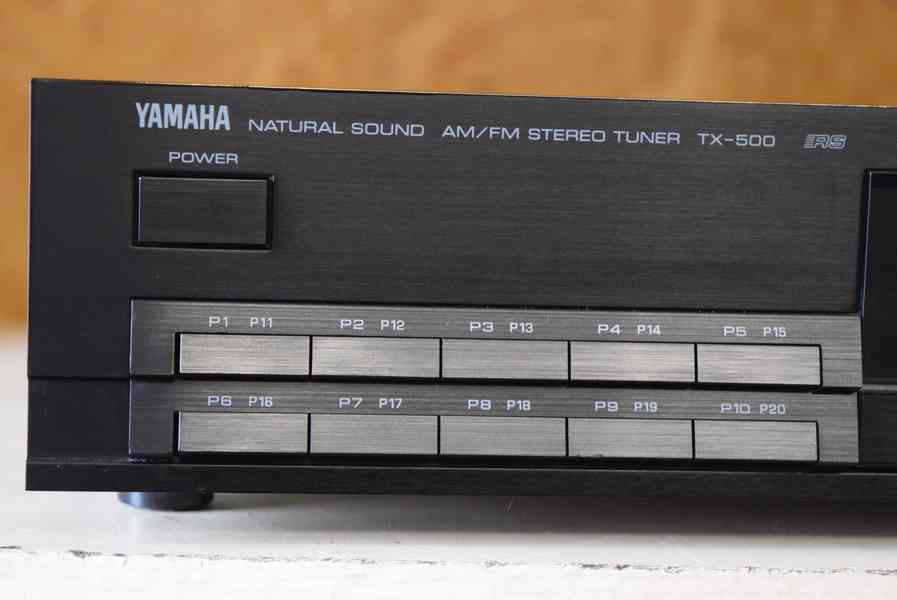 YAMAHA NATURAL SOUND AM/FM STEREO TUNER TX-500 RS
POWER
P1 P11 P2 P12 P3 P13 P4 P14 P5 P15
P6 P16 P7 P17 P8 P18 P9 P19 P10 P20